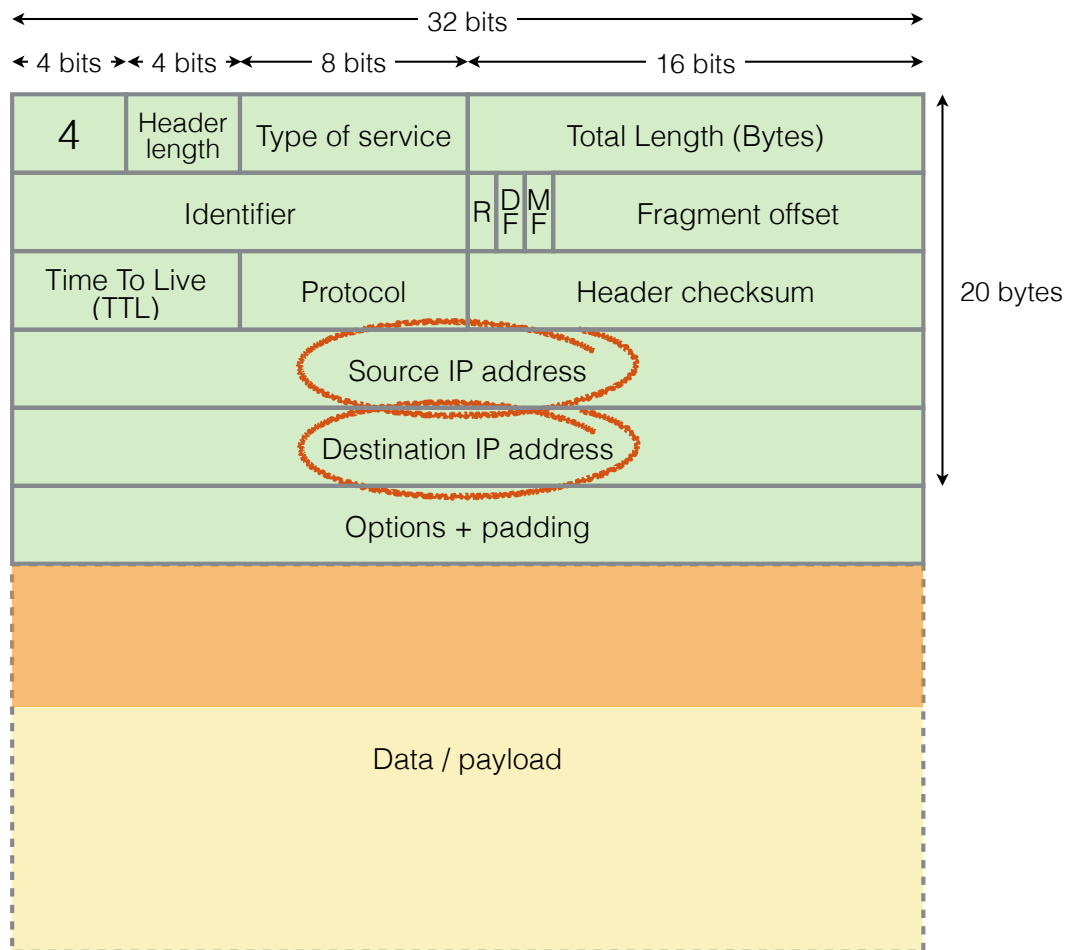 32 bits
4 bits 4 bits 8 bits 16 bits
4 Header length Type of service Total Length (Bytes)
Identifier R DF MF Fragment offset
Time To Live (TTL) Protocol Header checksum
20 bytes
Source IP address
Destination IP address
Options + padding
Data / payload